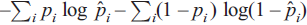 −∑ᵢ pᵢ log p̂ᵢ − ∑ᵢ(1 − pᵢ) log(1 − p̂ᵢ)